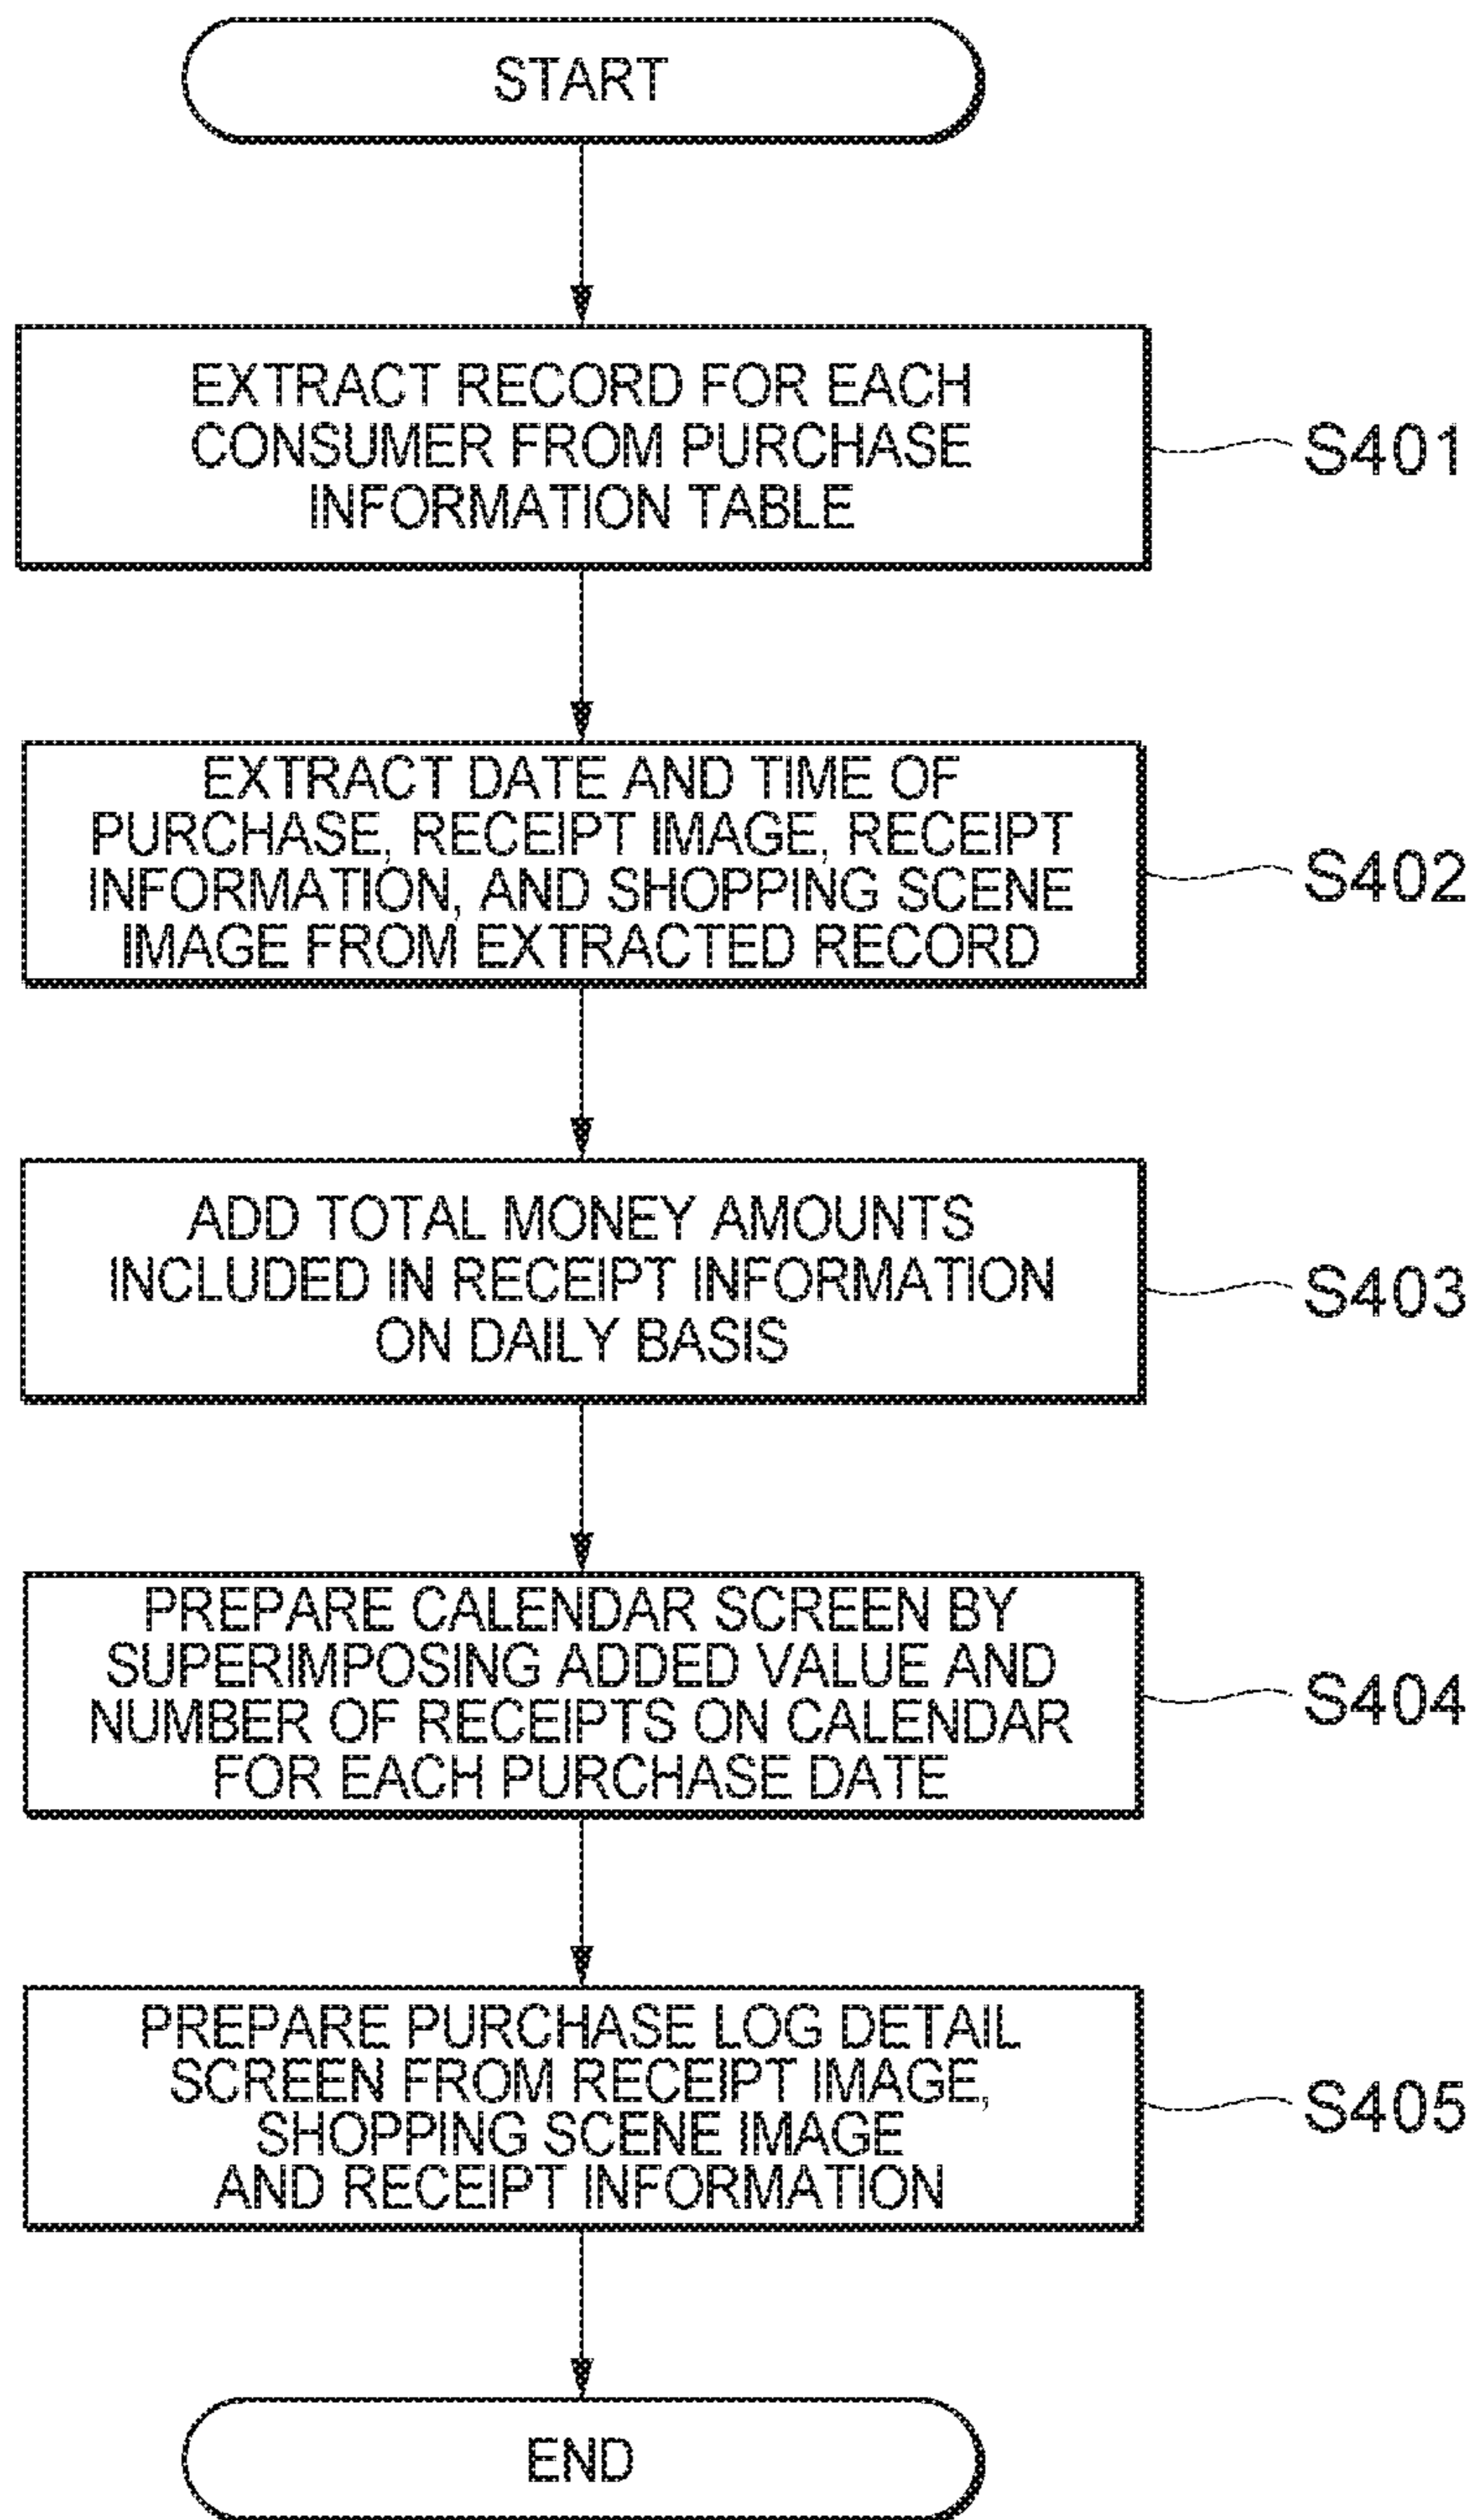 START
EXTRACT RECORD FOR EACH
CONSUMER FROM PURCHASE
INFORMATION TABLE
S401
EXTRACT DATE AND TIME OF
PURCHASE, RECEIPT IMAGE, RECEIPT
INFORMATION, AND SHOPPING SCENE
IMAGE FROM EXTRACTED RECORD
S402
ADD TOTAL MONEY AMOUNTS
INCLUDED IN RECEIPT INFORMATION
ON DAILY BASIS
S403
PREPARE CALENDAR SCREEN BY
SUPERIMPOSING ADDED VALUE AND
NUMBER OF RECEIPTS ON CALENDAR
FOR EACH PURCHASE DATE
S404
PREPARE PURCHASE LOG DETAIL
SCREEN FROM RECEIPT IMAGE,
SHOPPING SCENE IMAGE
AND RECEIPT INFORMATION
S405
END